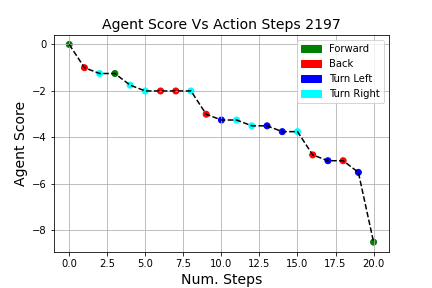 Agent Score Vs Action Steps 2197
Forward
Back
Turn Left
Turn Right
Agent Score
0
−2
−4
−6
−8
0.0 2.5 5.0 7.5 10.0 12.5 15.0 17.5 20.0
Num. Steps